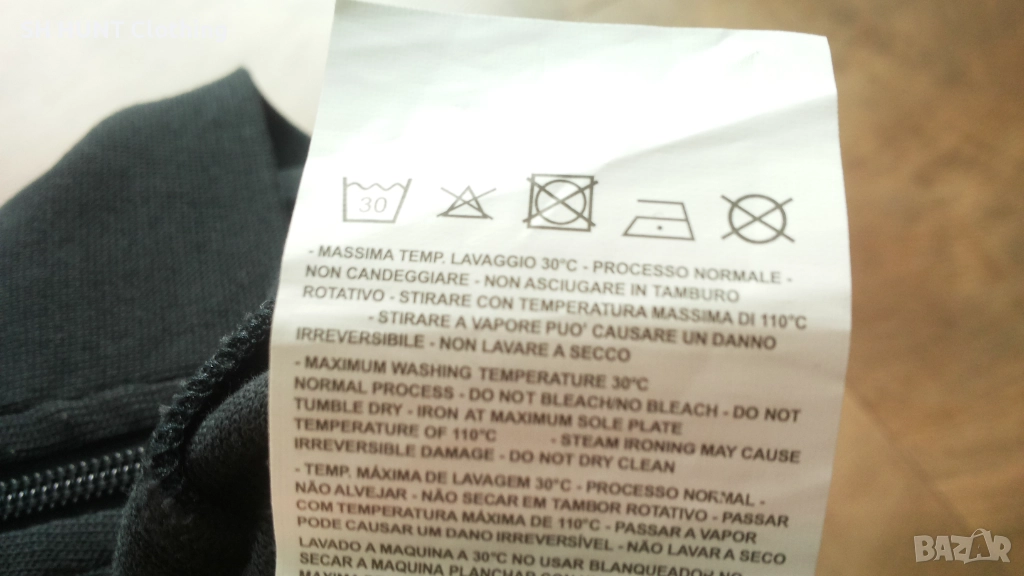 30
- MASSIMA TEMP. LAVAGGIO 30°C - PROCESSO NORMALE -
NON CANDEGGIARE - NON ASCIUGARE IN TAMBURO
ROTATIVO - STIRARE CON TEMPERATURA MASSIMA DI 110°C
- STIRARE A VAPORE PUO' CAUSARE UN DANNO
IRREVERSIBILE - NON LAVARE A SECCO
- MAXIMUM WASHING TEMPERATURE 30°C
NORMAL PROCESS - DO NOT BLEACH/NO BLEACH - DO NOT
TUMBLE DRY - IRON AT MAXIMUM SOLE PLATE
TEMPERATURE OF 110°C - STEAM IRONING MAY CAUSE
IRREVERSIBLE DAMAGE - DO NOT DRY CLEAN
- TEMP. MÁXIMA DE LAVAGEM 30°C - PROCESSO NORMAL -
NÃO ALVEJAR - NÃO SECAR EM TAMBOR ROTATIVO - PASSAR
COM TEMPERATURA MÁXIMA DE 110°C - PASSAR A VAPOR
PODE CAUSAR UM DANO IRREVERSÍVEL - NÃO LAVAR A SECO
LAVADO A MAQUINA A 30°C NO USAR BLANQUEADOR NO
SECAR A MAQUINA PLANCHAR
BAZAR